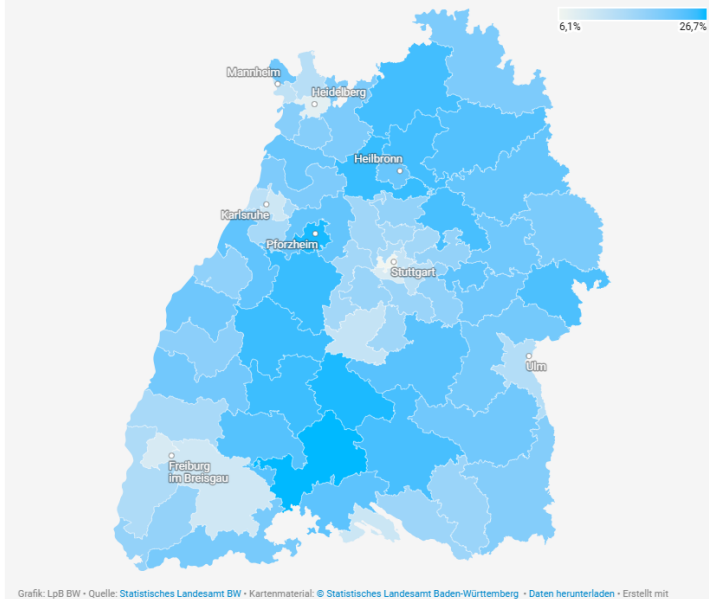 6,1%
26,7%
Mannheim
Heidelberg
Heilbronn
Karlsruhe
Pforzheim
Stuttgart
Ulm
Freiburg
im Breisgau
Grafik: LpB BW • Quelle: Statistisches Landesamt BW • Kartenmaterial: © Statistisches Landesamt Baden-Württemberg • Daten herunterladen • Erstellt mit